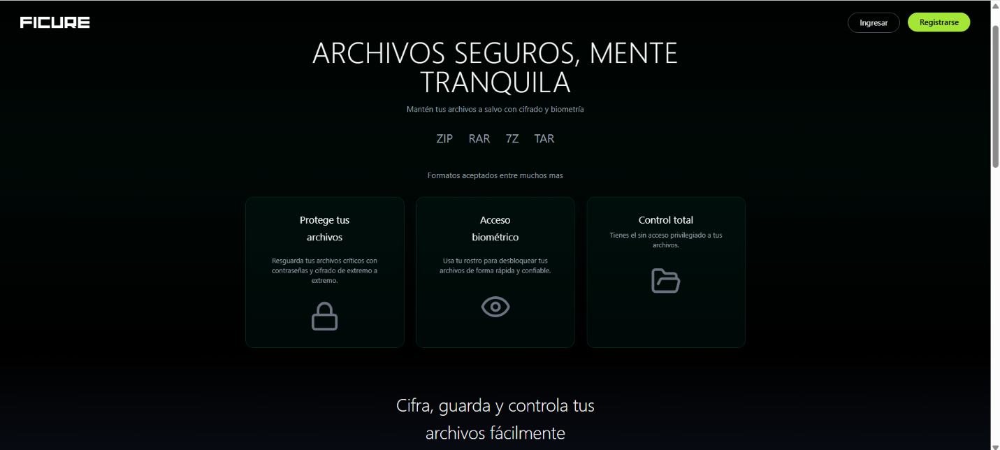 FICURE
Ingresar
Registrarse
ARCHIVOS SEGUROS, MENTE
TRANQUILA
Mantén tus archivos a salvo con cifrado y biometría
ZIP RAR 7Z TAR
Formatos aceptados entre muchos mas
Protege tus
archivos
Resguarda tus archivos críticos con
contraseñas y cifrado de extremo a
extremo.
Acceso
biométrico
Usa tu rostro para desbloquear tus
archivos de forma rápida y confiable.
Control total
Tienes el sin acceso privilegiado a tus
archivos.
Cifra, guarda y controla tus
archivos fácilmente